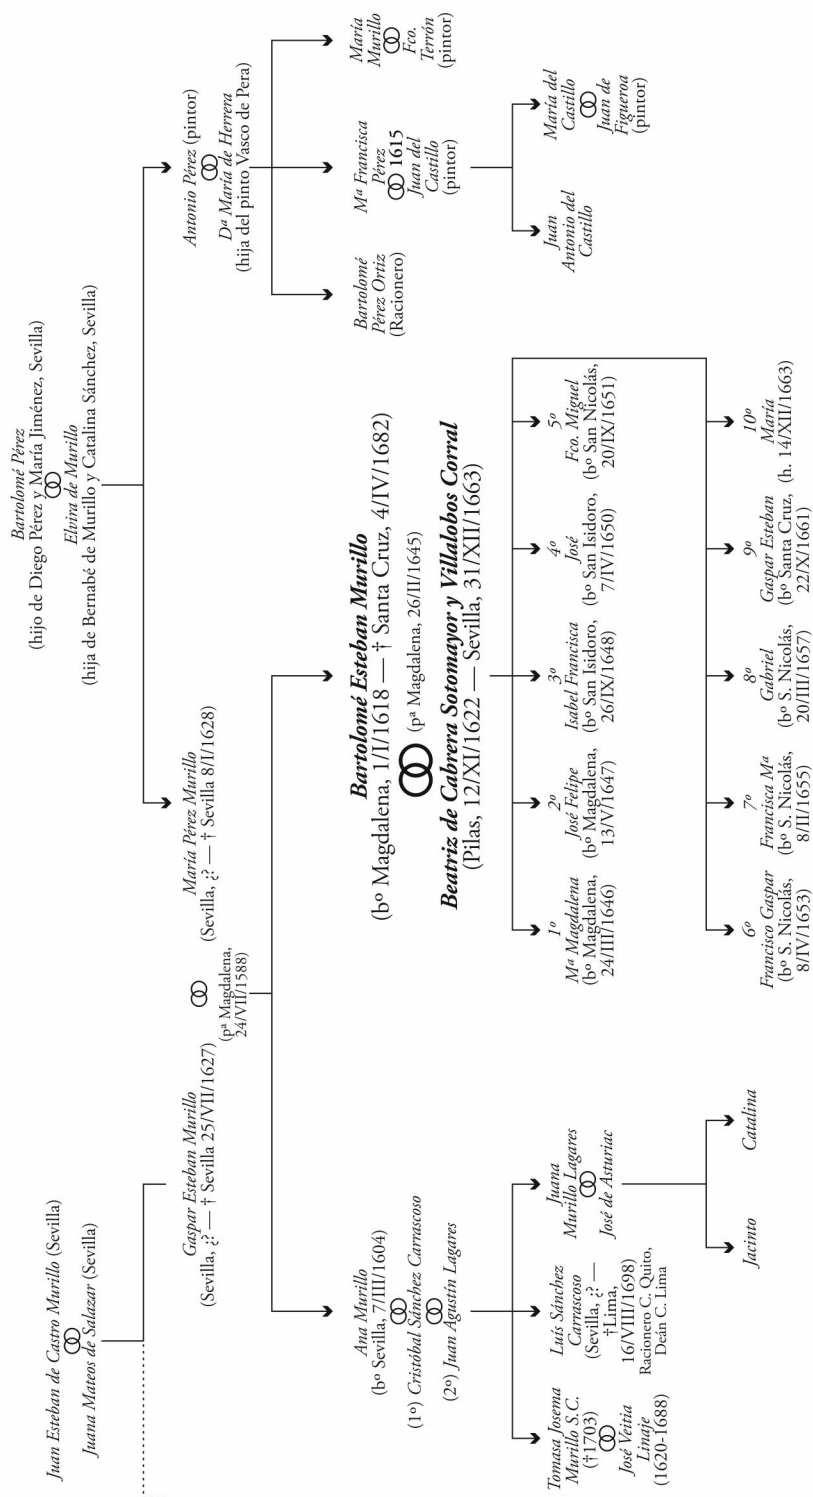 Juan Esteban de Castro Murillo (Sevilla)
Juana Mateos de Salazar (Sevilla)
Bartolomé Pérez
(hijo de Diego Pérez y María Jiménez, Sevilla)
Elvira de Murillo
(hija de Bernabé de Murillo y Catalina Sánchez, Sevilla)
Gaspar Esteban Murillo
(Sevilla, ¿? — † Sevilla 25/VII/1627)
(pª Magdalena,
24/VII/1588)
María Pérez Murillo
(Sevilla, ¿? — † Sevilla 8/I/1628)
Antonio Pérez (pintor)
Dª María de Herrera
(hija del pinto Vasco de Pera)
Ana Murillo
(bº Sevilla, 7/III/1604)
(1º) Cristóbal Sánchez Carrascoso
(2º) Juan Agustín Lagares
Bartolomé Esteban Murillo
(bº Magdalena, 1/I/1618 — † Santa Cruz, 4/IV/1682)
(pª Magdalena, 26/II/1645)
Beatriz de Cabrera Sotomayor y Villalobos Corral
(Pilas, 12/XI/1622 — Sevilla, 31/XII/1663)
Bartolomé
Pérez Ortiz
(Racionero)
Mª Francisca
Pérez
1615
Juan del
Castillo
(pintor)
María
Murillo
Fco.
Terrón
(pintor)
Tomasa Josema
Murillo S.C.
(†1703)
José Veitia
Linaje
(1620-1688)
Luís Sánchez
Carrascoso
(Sevilla, ¿? —
†Lima,
16/VIII/1698)
Racionero C. Quito,
Deán C. Lima
Juana
Murillo Lagares
José de Asturiac
1º
Mª Magdalena
(bº Magdalena,
24/III/1646)
2º
José Felipe
(bº Magdalena,
13/V/1647)
3º
Isabel Francisca
(bº San Isidoro,
26/IX/1648)
4º
José
(bº San Isidoro,
7/IV/1650)
5º
Fco. Miguel
(bº San Nicolás,
20/IX/1651)
Juan
Antonio del
Castillo
María del
Castillo
Juan de
Figueroa
(pintor)
Jacinto
Catalina
6º
Francisco Gaspar
(bº S. Nicolás,
8/IV/1653)
7º
Francisca Mª
(bº S. Nicolás,
8/II/1655)
8º
Gabriel
(bº S. Nicolás,
20/III/1657)
9º
Gaspar Esteban
(bº Santa Cruz,
22/X/1661)
10º
María
(h. 14/XII/1663)